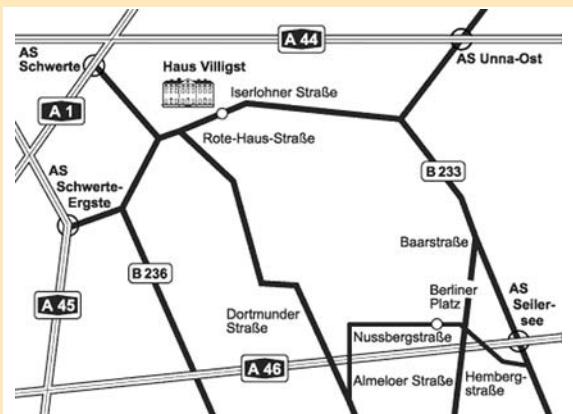 A 44
AS
Schwerte
Haus Villigst
AS Unna-Ost
Iserlohner Straße
A 1
Rote-Haus-Straße
AS
Schwerte-
Ergste
B 233
Baarstraße
B 236
Berliner
Platz
AS
Seiler-
see
A 45
Dortmunder
Straße
Nussbergstraße
A 46
Almeloer Straße
Hemberg-
straße